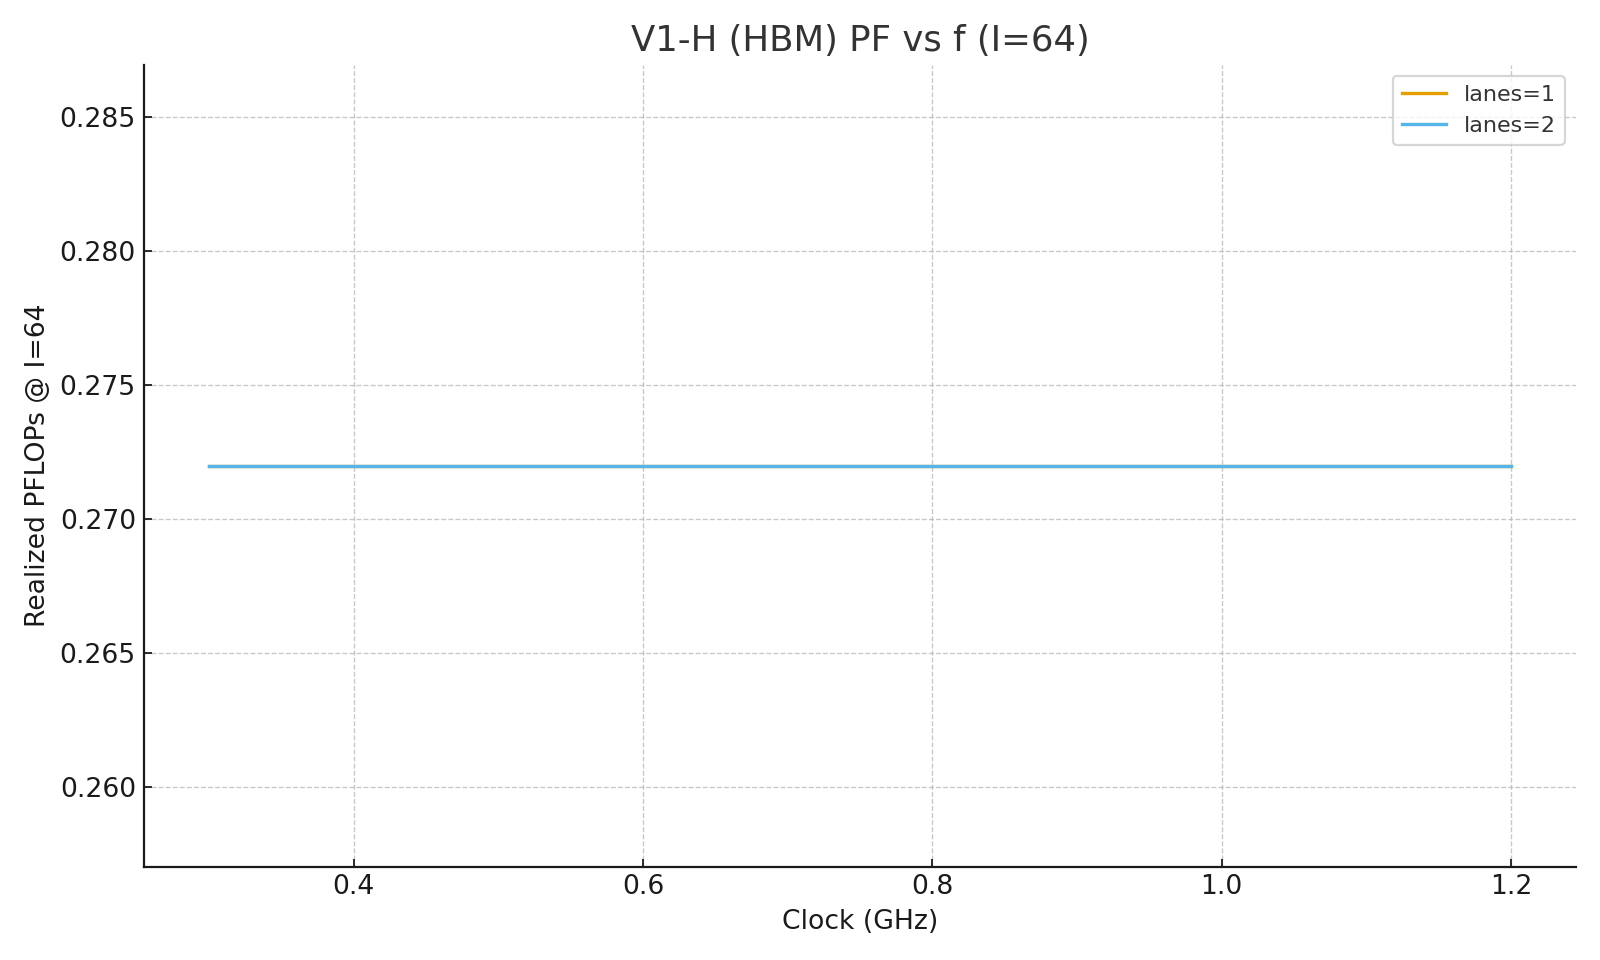 V1-H (HBM) PF vs f (I=64)
lanes=1
lanes=2
Realized PFLOPs @ I=64
0.285
0.280
0.275
0.270
0.265
0.260
0.4
0.6
0.8
1.0
1.2
Clock (GHz)